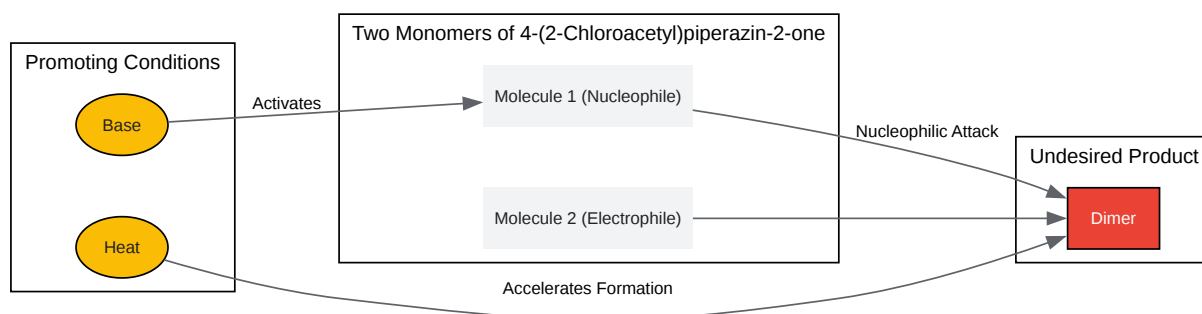 Promoting Conditions
Base
Heat
Activates
Two Monomers of 4-(2-Chloroacetyl)piperazin-2-one
Molecule 1 (Nucleophile)
Molecule 2 (Electrophile)
Nucleophilic Attack
Accelerates Formation
Undesired Product
Dimer